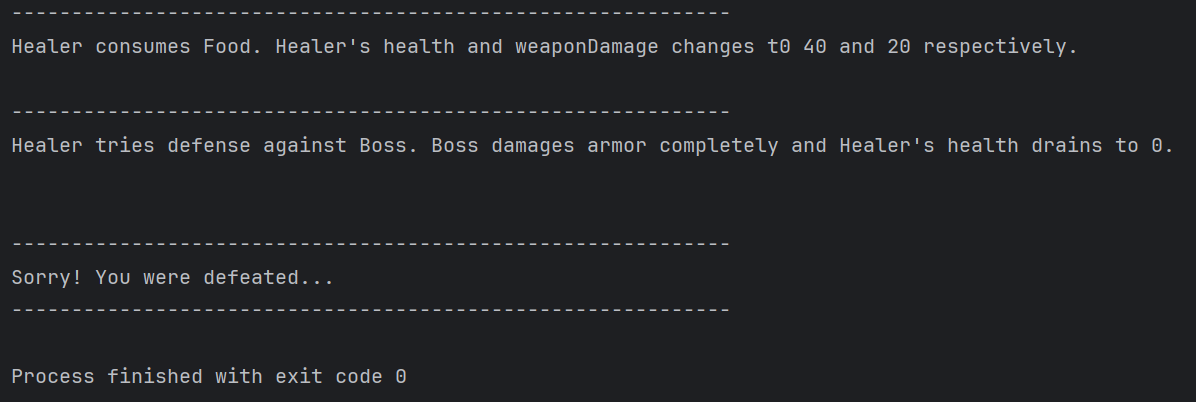 ------------------------------------------------------------
Healer consumes Food. Healer's health and weaponDamage changes t0 40 and 20 respectively.
------------------------------------------------------------
Healer tries defense against Boss. Boss damages armor completely and Healer's health drains to 0.
------------------------------------------------------------
Sorry! You were defeated...
------------------------------------------------------------
Process finished with exit code 0